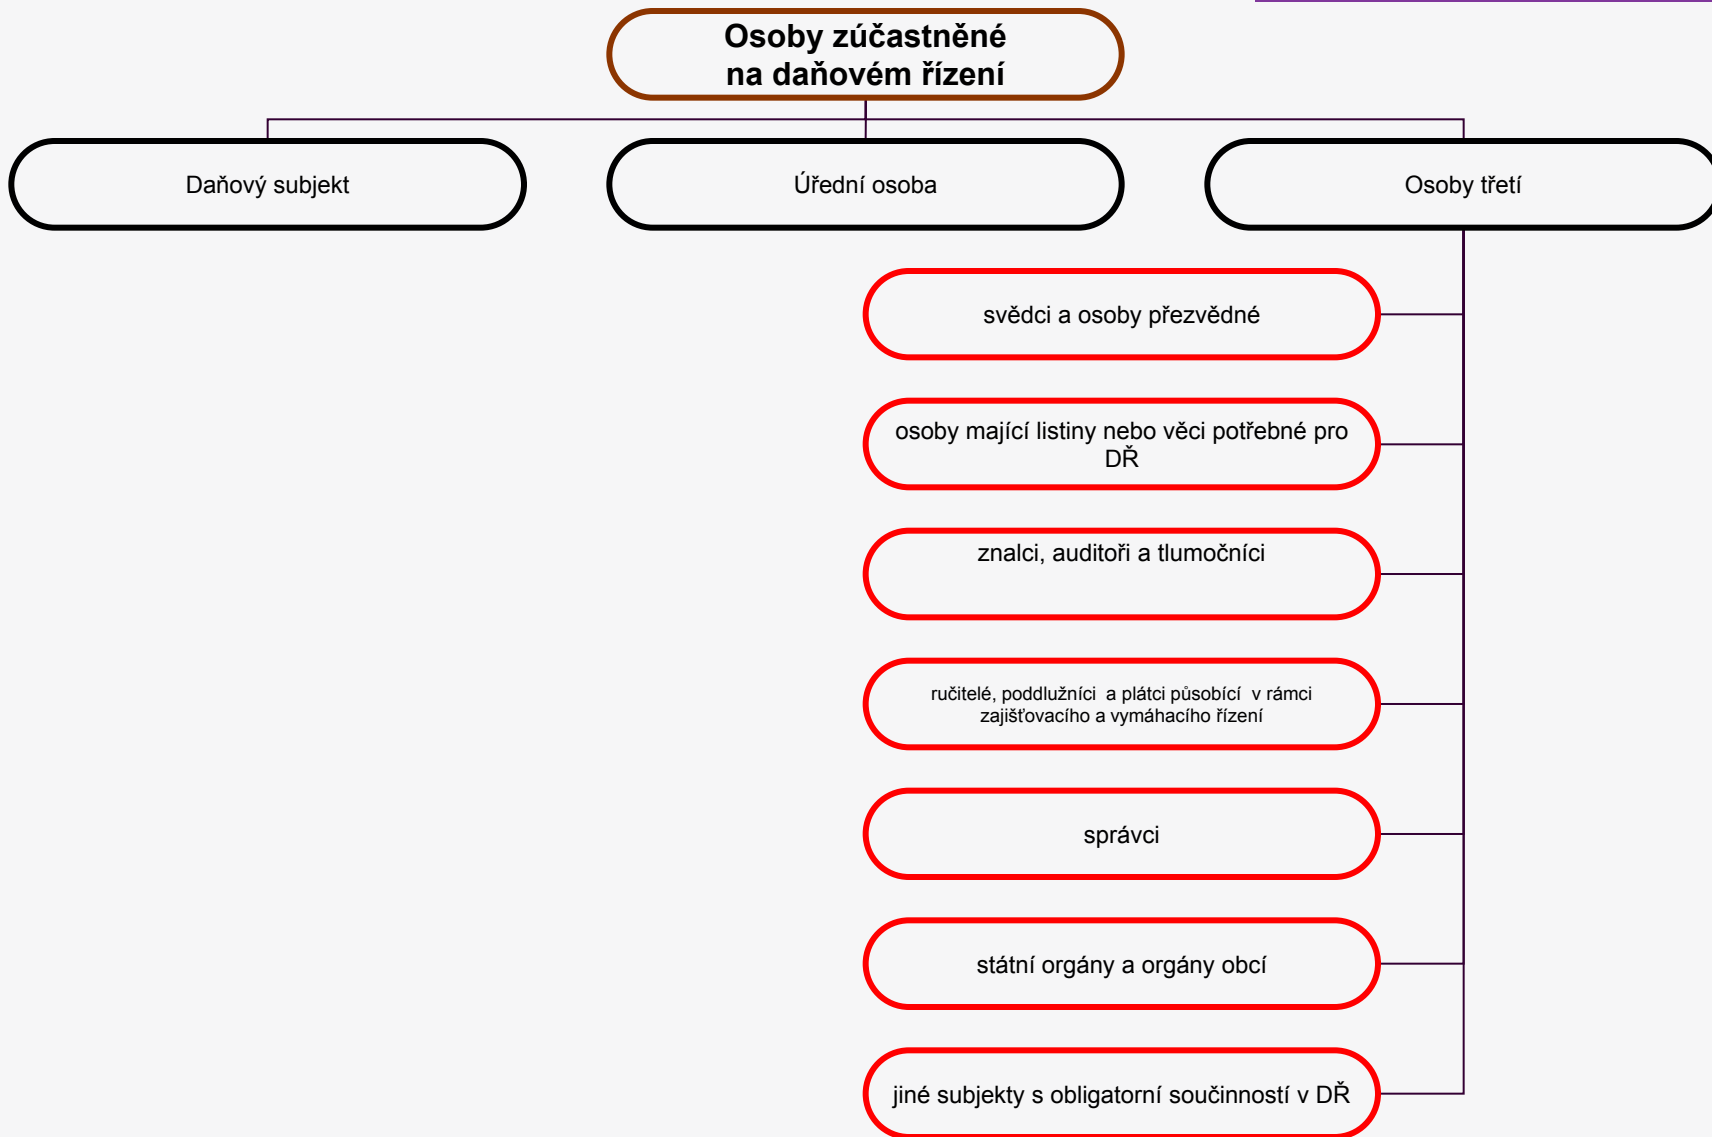 Osoby zúčastněné
na daňovém řízení
Daňový subjekt
Úřední osoba
Osoby třetí
svědci a osoby přezvědné
osoby mající listiny nebo věci potřebné pro
DŘ
znalci, auditoři a tlumočníci
ručitelé, poddlužníci a plátci působící v rámci
zajišťovacího a vymáhacího řízení
správci
státní orgány a orgány obcí
jiné subjekty s obligatorní součinností v DŘ